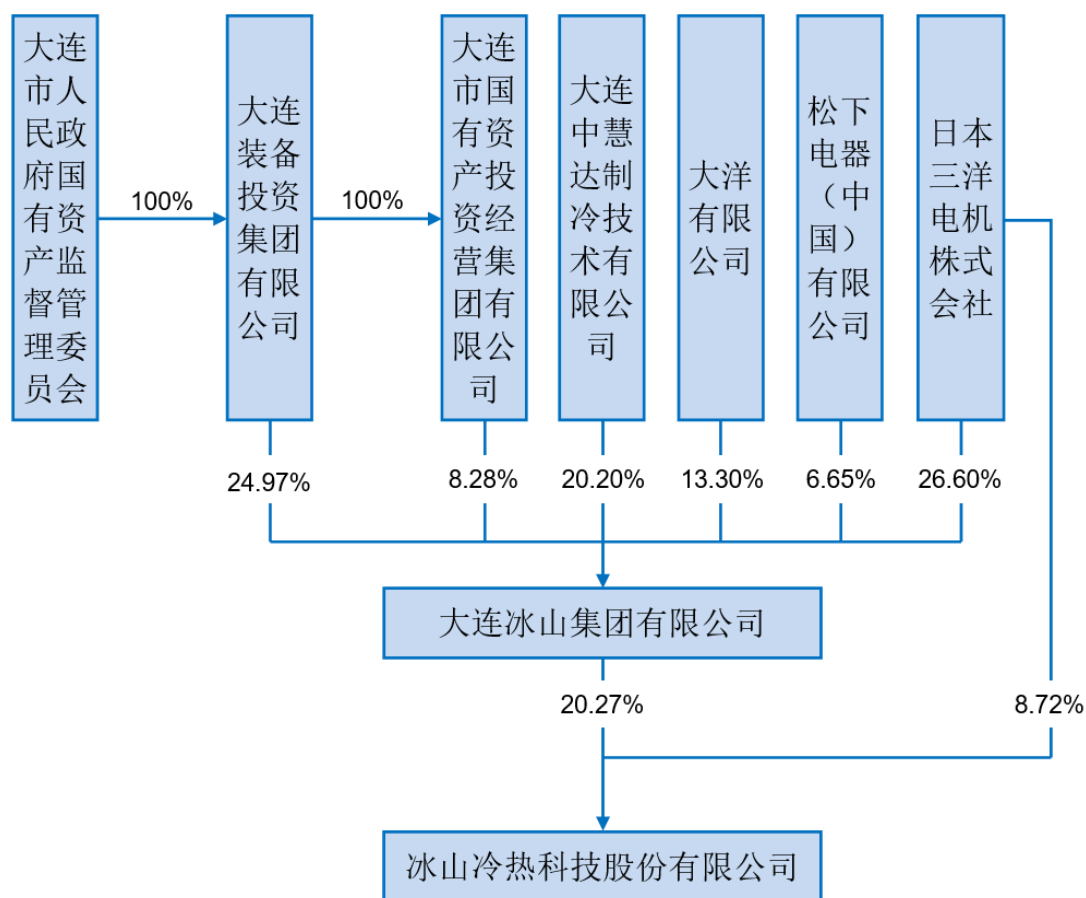 大连
市人
民政
府国
有资
产监
督管
理委
员会
100%
大连
装备
投资
集团
有限
公司
100%
大连
市国
有资
产投
资经
营集
团有
限公
司
大连
中慧
达制
冷技
术有
限公
司
大洋
有限
公司
松下
电器
（中
国）
有限
公司
日本
三洋
电机
株式
会社
24.97%
8.28%
20.20%
13.30%
6.65%
26.60%
大连冰山集团有限公司
20.27%
8.72%
冰山冷热科技股份有限公司